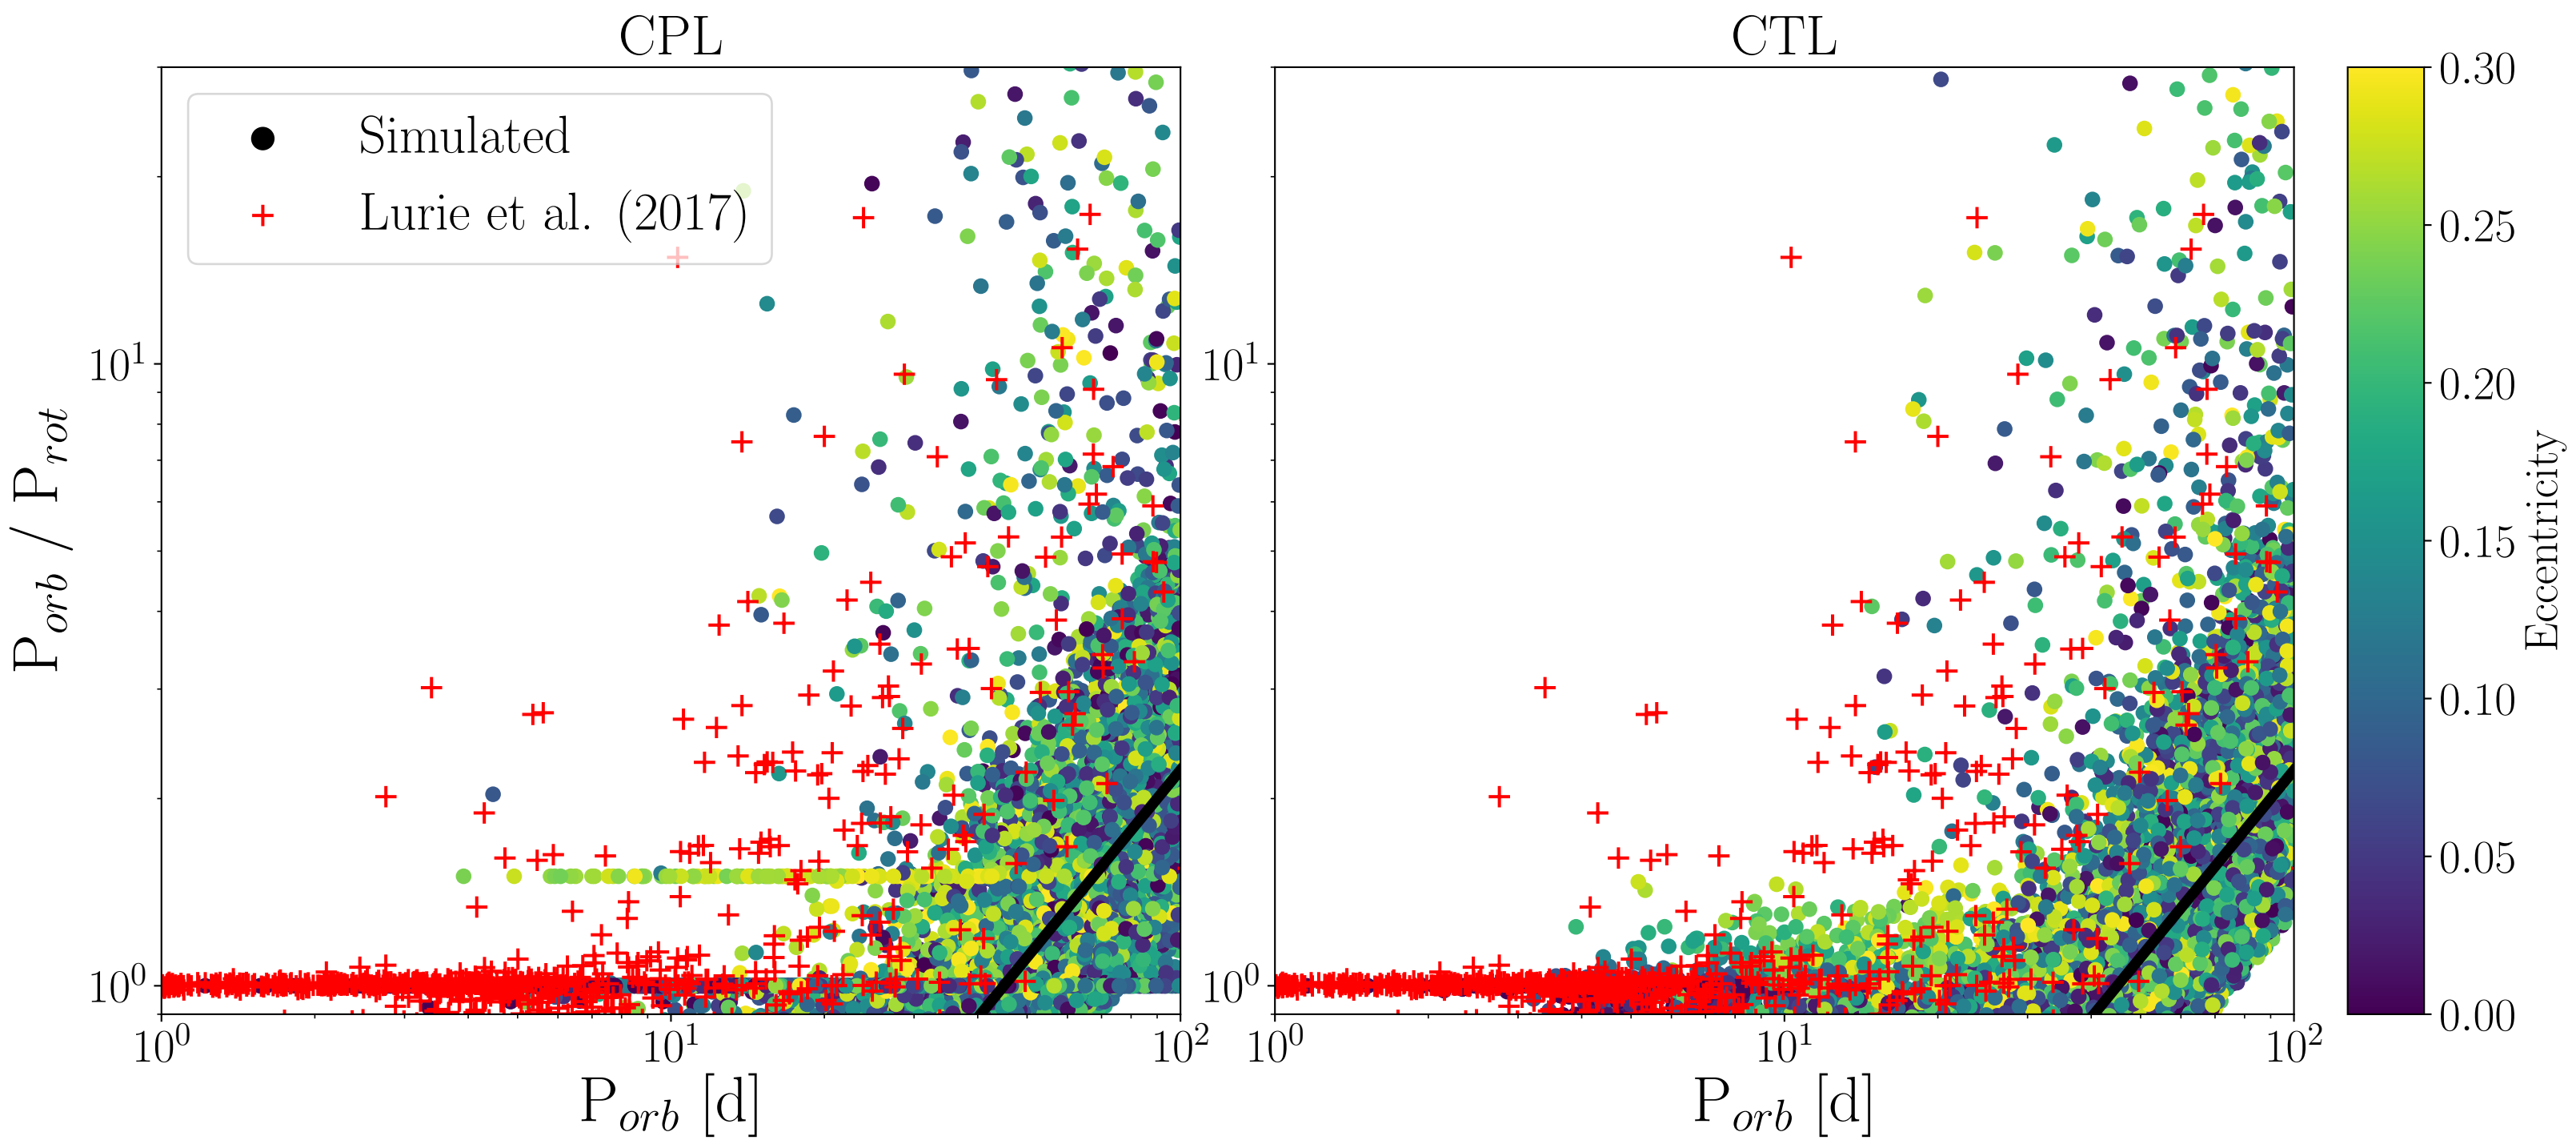 CPL
CTL
Simulated
Lurie et al. (2017)
P_orb / P_rot
10^1
10^0
10^0
10^1
10^2
P_orb [d]
10^1
10^0
10^0
10^1
10^2
P_orb [d]
0.30
0.25
0.20
0.15
0.10
0.05
0.00
Eccentricity